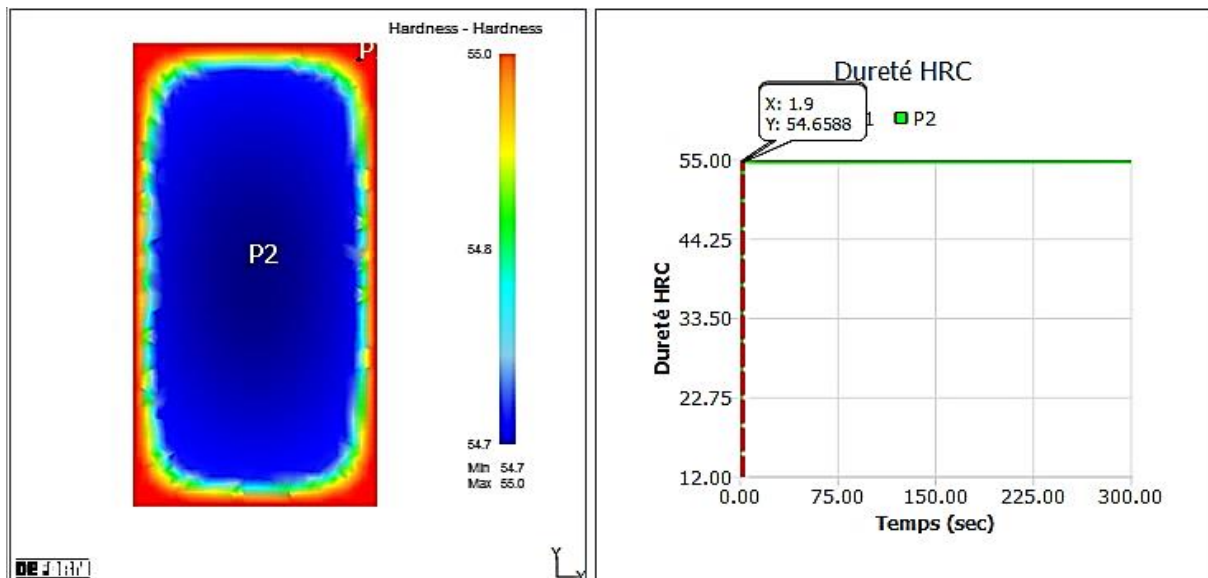 Hardness - Hardness
P
55.0
54.8
54.7
P2
Min 54.7
Max 55.0
DEFORM
Y
Dureté HRC
X: 1.9
Y: 54.6588
1
P2
55.00
44.25
33.50
22.75
12.00
Dureté HRC
0.00 75.00 150.00 225.00 300.00
Temps (sec)